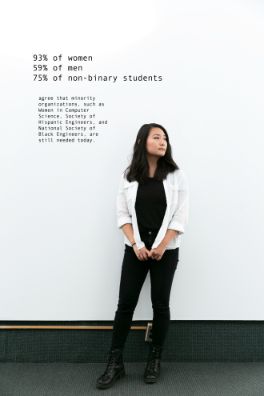 93% of women
59% of men
75% of non-binary students
agree that minority
organizations, such as
Women in Computer
Science, Society of
Hispanic Engineers, and
National Society of
Black Engineers, are
still needed today.